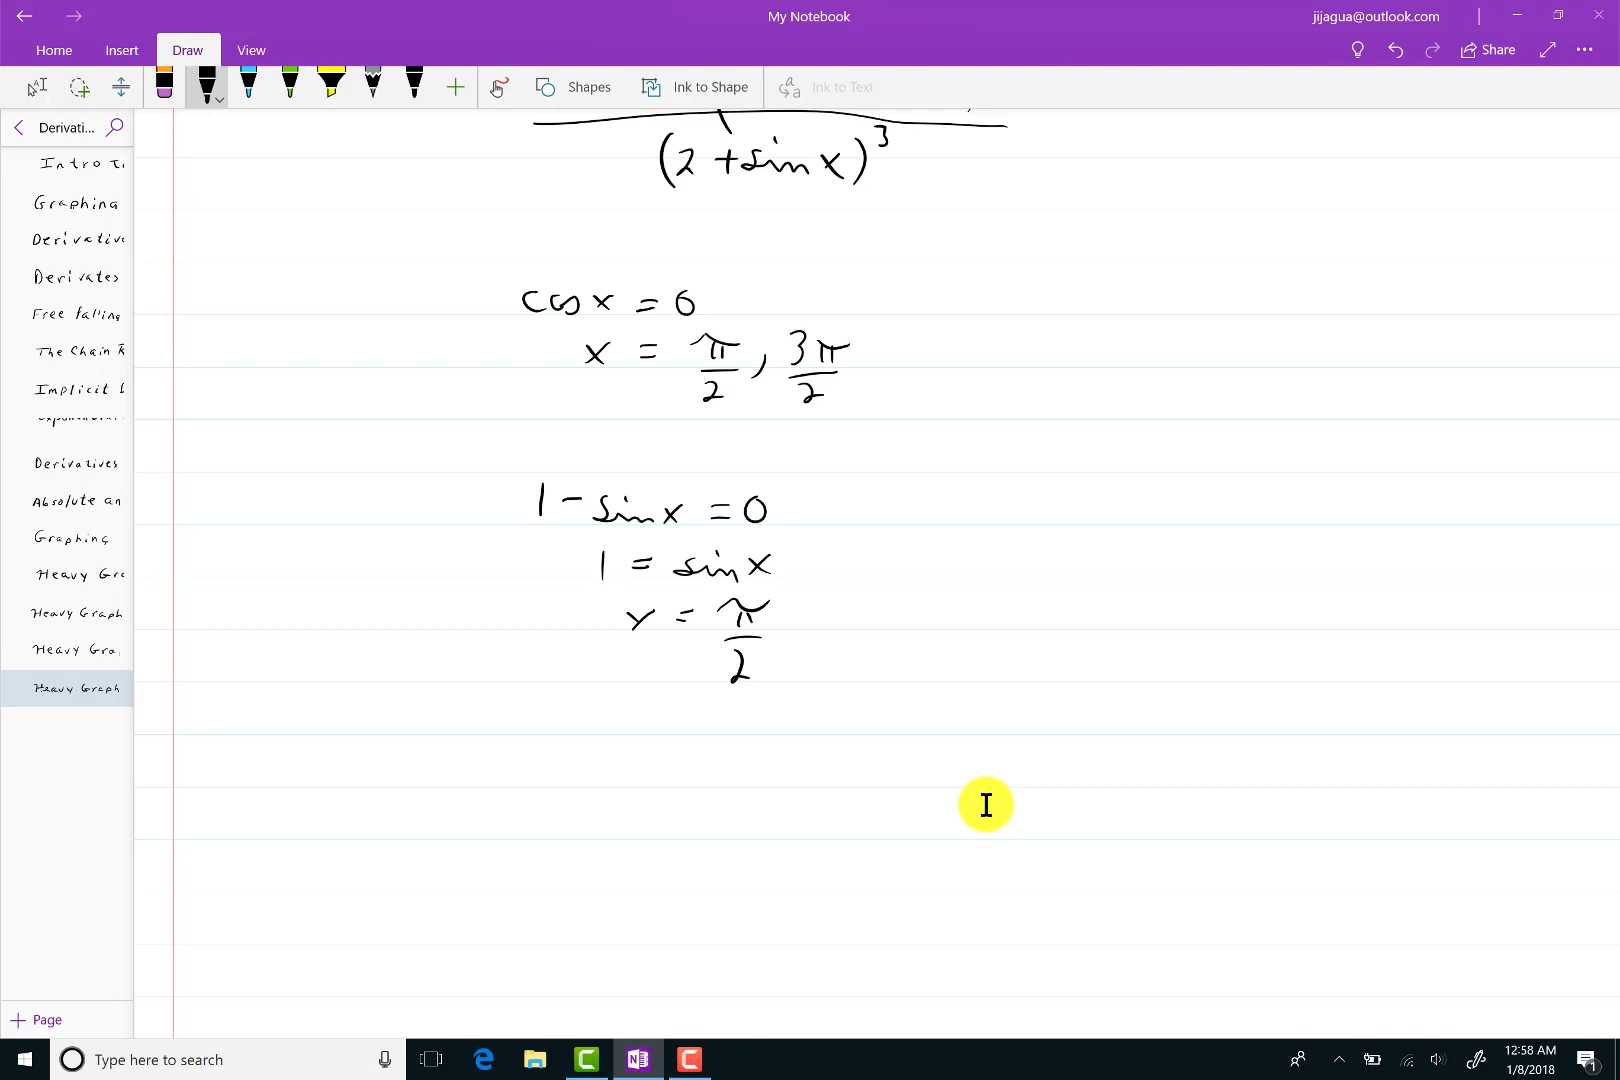 My Notebook
jijagua@outlook.com
Home Insert Draw View
Share
Shapes
Ink to Shape
Ink to Text
Derivati...
Intro T
Graphing
Derivative
Derivates
Free falling
The Chain R
Implicit D
Derivatives
Absolute an
Graphing
Heavy Gra
Heavy Graph
Heavy Gra
Heavy Graph
+ Page
(2 + sin x)³
cos x = 0
x = π/2, 3π/2
1 - sin x = 0
1 = sin x
x = π/2
Type here to search
12:58 AM
1/8/2018
1